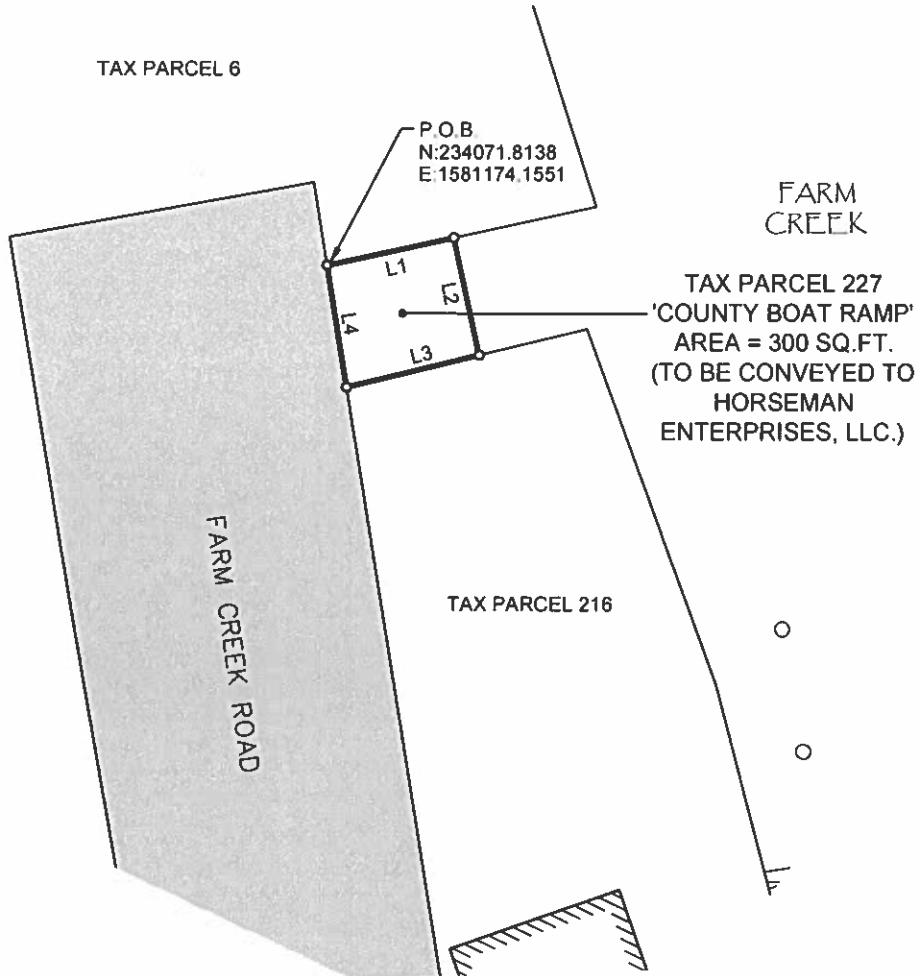 TAX PARCEL 6
P.O.B.
N:234071.8138
E:1581174.1551
FARM
CREEK
L1
L2
L3
L4
TAX PARCEL 227
'COUNTY BOAT RAMP'
AREA = 300 SQ.FT.
(TO BE CONVEYED TO
HORSEMAN
ENTERPRISES, LLC.)
FARM CREEK ROAD
TAX PARCEL 216